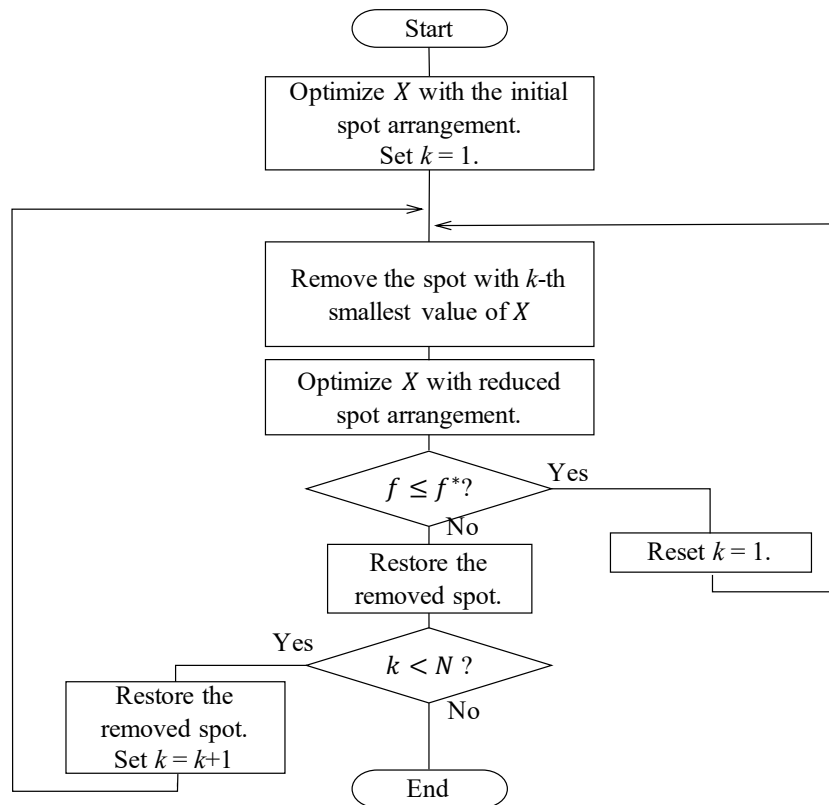 Start
Optimize X with the initial
spot arrangement.
Set k = 1.
Remove the spot with k-th
smallest value of X
Optimize X with reduced
spot arrangement.
f ≤ f*?
Yes
No
Reset k = 1.
Restore the
removed spot.
Yes
k < N ?
No
Restore the
removed spot.
Set k = k+1
End